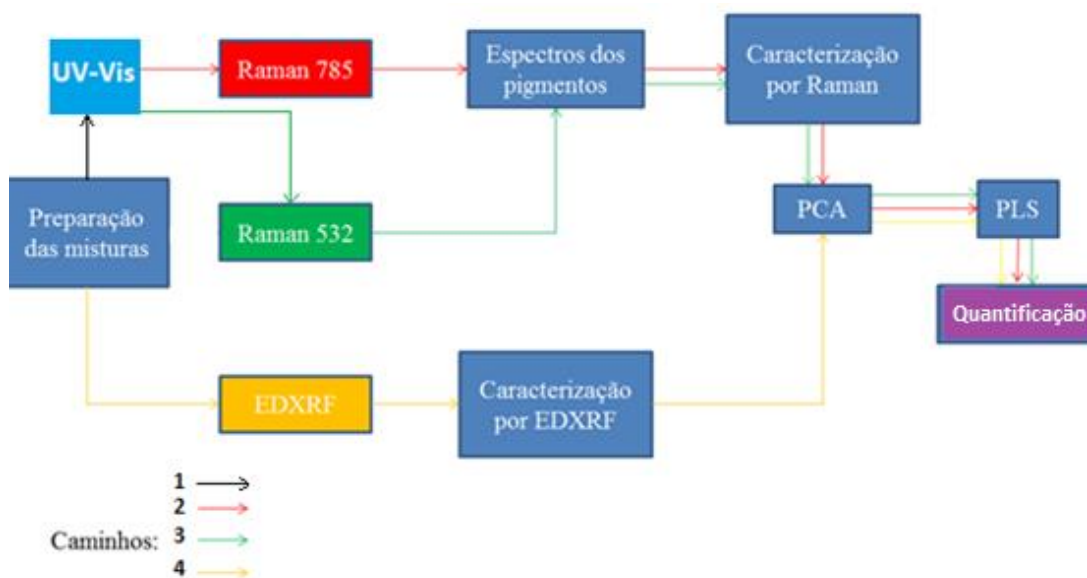 UV-Vis
Raman 785
Espectros dos
pigmentos
Caracterização
por Raman
Preparação
das misturas
Raman 532
PCA
PLS
Quantificação
EDXRF
Caracterização
por EDXRF
Caminhos:
1
2
3
4